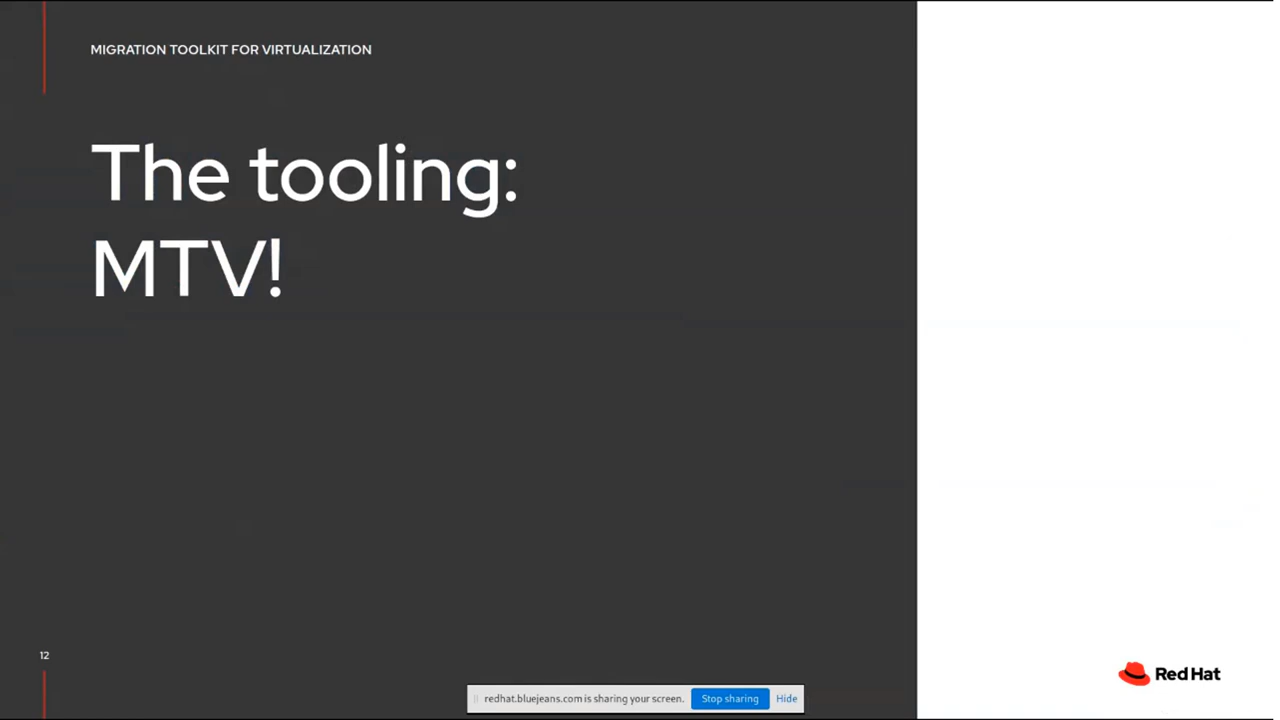 MIGRATION TOOLKIT FOR VIRTUALIZATION
The tooling:
MTV!
12
Red Hat
redhat.bluejeans.com is sharing your screen. Stop sharing Hide